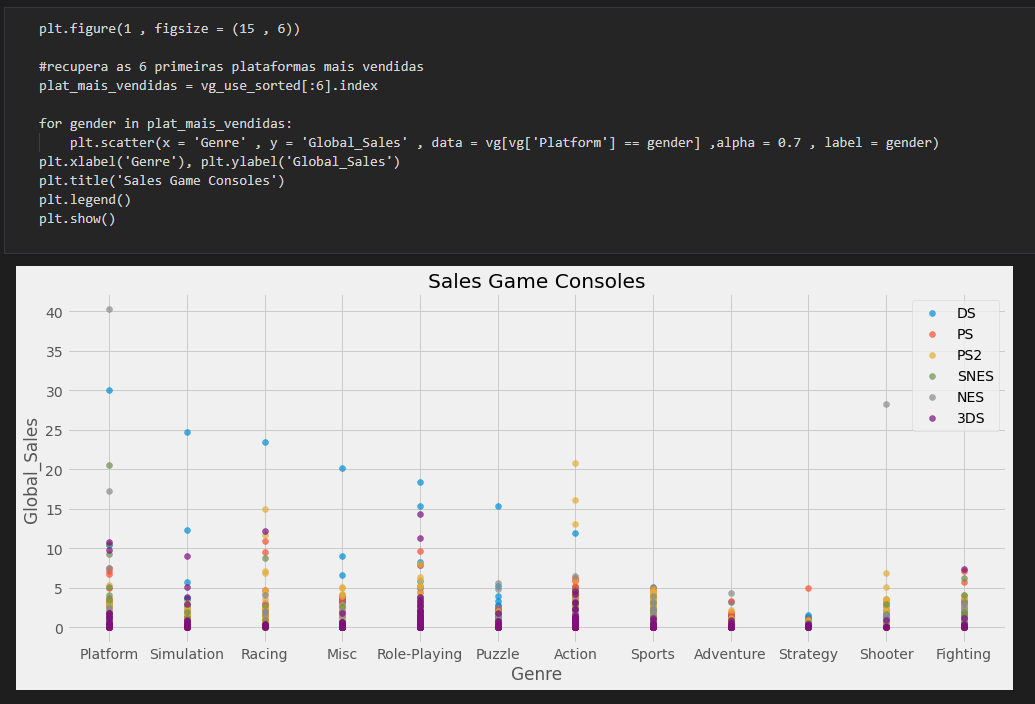 plt.figure(1 , figsize = (15 , 6))
#recupera as 6 primeiras plataformas mais vendidas
plat_mais_vendidas = vg_use_sorted[:6].index
for gender in plat_mais_vendidas:
    plt.scatter(x = 'Genre' , y = 'Global_Sales' , data = vg[vg['Platform'] == gender] ,alpha = 0.7 , label = gender)
plt.xlabel('Genre'), plt.ylabel('Global_Sales')
plt.title('Sales Game Consoles')
plt.legend()
plt.show()
Sales Game Consoles
40
35
30
25
20
15
10
5
0
Global_Sales
DS
PS
PS2
SNES
NES
3DS
Platform Simulation Racing Misc Role-Playing Puzzle Action Sports Adventure Strategy Shooter Fighting
Genre